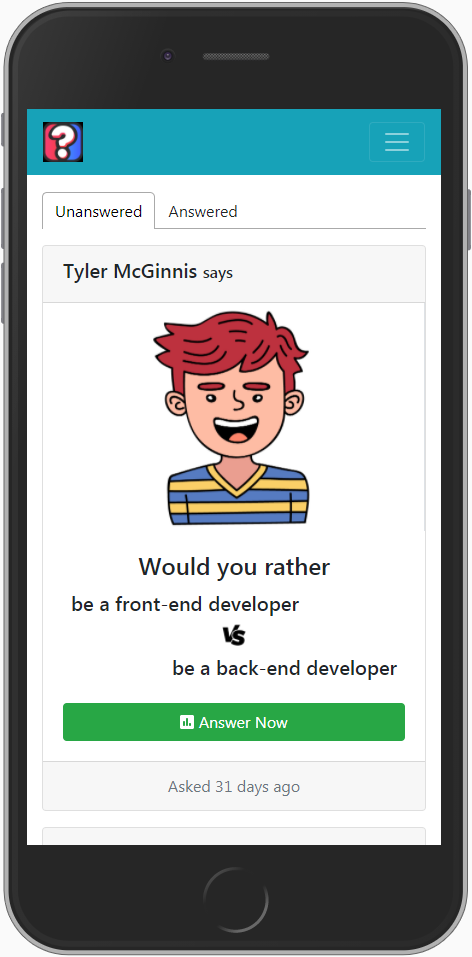 ?
Unanswered Answered
Tyler McGinnis says
Would you rather
be a front-end developer
VS
be a back-end developer
Answer Now
Asked 31 days ago